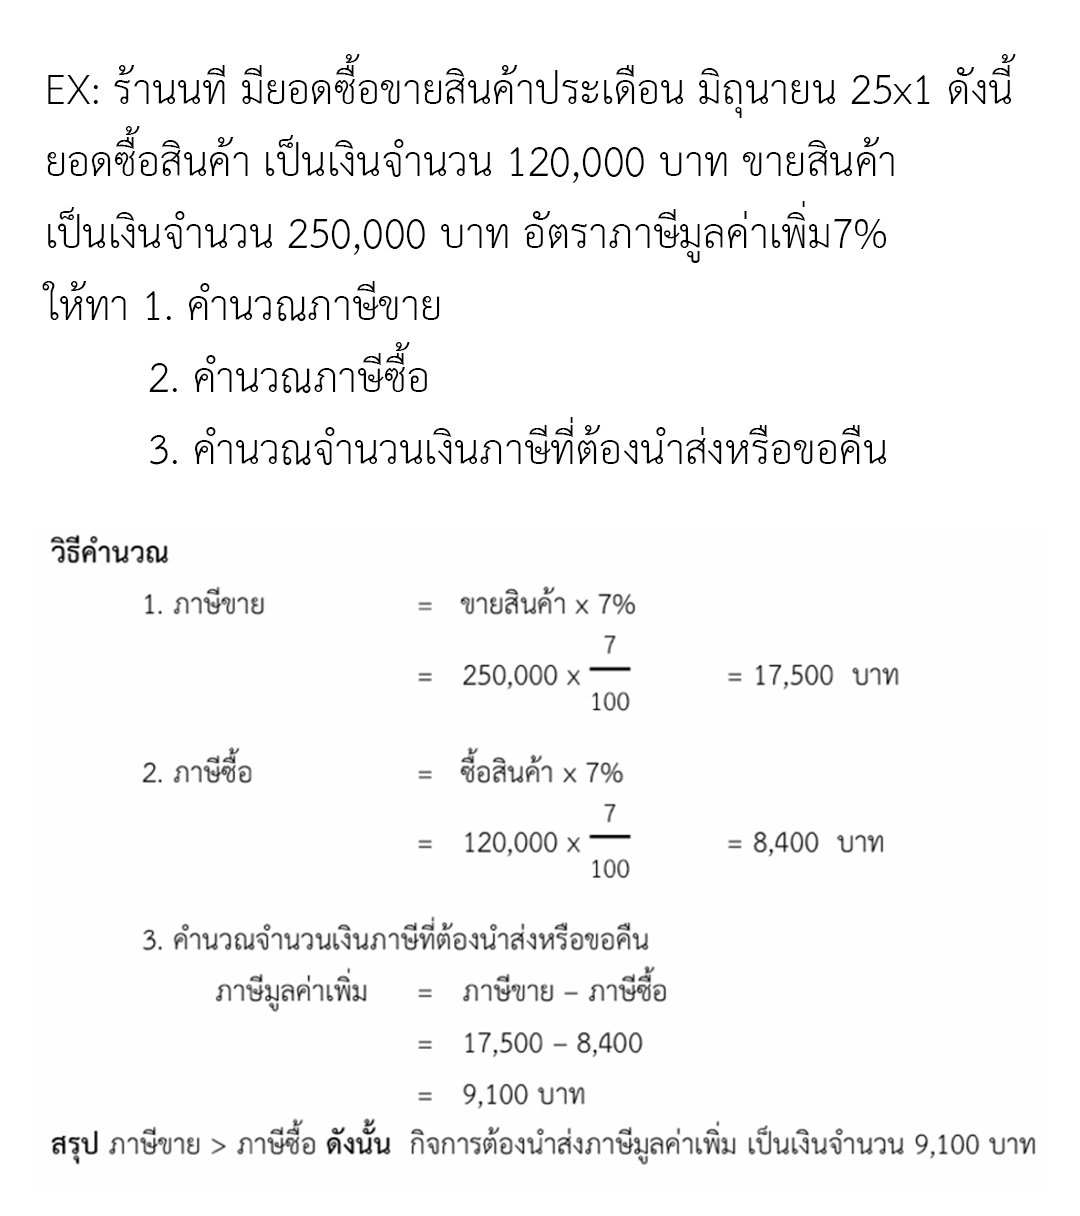 EX: ร้านนที มียอดซื้อขายสินค้าประเดือน มิถุนายน 25x1 ดังนี้
ยอดซื้อสินค้า เป็นเงินจำนวน 120,000 บาท ขายสินค้า
เป็นเงินจำนวน 250,000 บาท อัตราภาษีมูลค่าเพิ่ม7%
ให้ทา 1. คำนวณภาษีขาย
2. คำนวณภาษีซื้อ
3. คำนวณจำนวนเงินภาษีที่ต้องนำส่งหรือขอคืน
วิธีคำนวณ
1. ภาษีขาย = ขายสินค้า x 7%
= 250,000 x 7/100 = 17,500 บาท
2. ภาษีซื้อ = ซื้อสินค้า x 7%
= 120,000 x 7/100 = 8,400 บาท
3. คำนวณจำนวนเงินภาษีที่ต้องนำส่งหรือขอคืน
ภาษีมูลค่าเพิ่ม = ภาษีขาย – ภาษีซื้อ
= 17,500 – 8,400
= 9,100 บาท
สรุป ภาษีขาย > ภาษีซื้อ ดังนั้น กิจการต้องนำส่งภาษีมูลค่าเพิ่ม เป็นเงินจำนวน 9,100 บาท